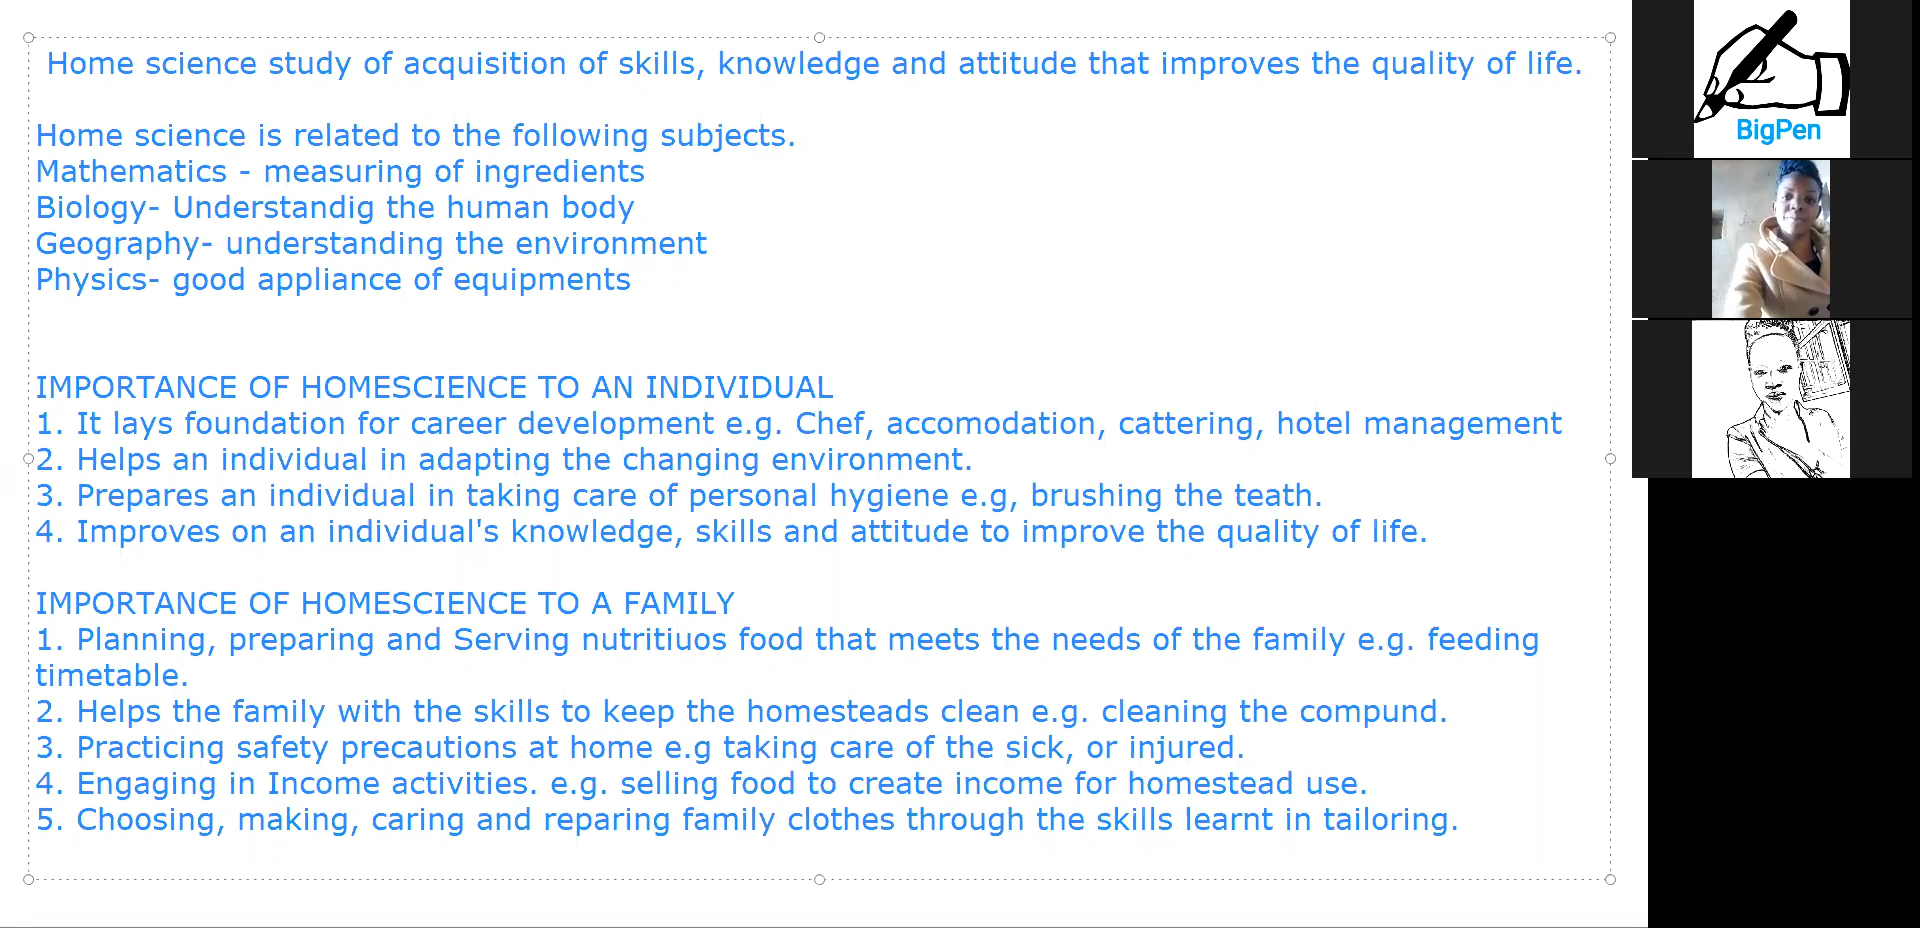 Home science study of acquisition of skills, knowledge and attitude that improves the quality of life.
Home science is related to the following subjects.
Mathematics - measuring of ingredients
Biology- Understandig the human body
Geography- understanding the environment
Physics- good appliance of equipments
IMPORTANCE OF HOMESCIENCE TO AN INDIVIDUAL
1. It lays foundation for career development e.g. Chef, accomodation, cattering, hotel management
2. Helps an individual in adapting the changing environment.
3. Prepares an individual in taking care of personal hygiene e.g, brushing the teath.
4. Improves on an individual's knowledge, skills and attitude to improve the quality of life.
IMPORTANCE OF HOMESCIENCE TO A FAMILY
1. Planning, preparing and Serving nutritiuos food that meets the needs of the family e.g. feeding
timetable.
2. Helps the family with the skills to keep the homesteads clean e.g. cleaning the compund.
3. Practicing safety precautions at home e.g taking care of the sick, or injured.
4. Engaging in Income activities. e.g. selling food to create income for homestead use.
5. Choosing, making, caring and reparing family clothes through the skills learnt in tailoring.
BigPen